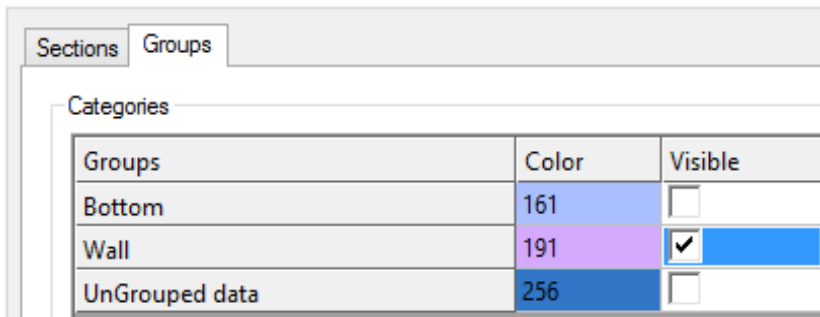 Sections Groups
Categories
Groups Color Visible
Bottom 161
Wall 191
UnGrouped data 256